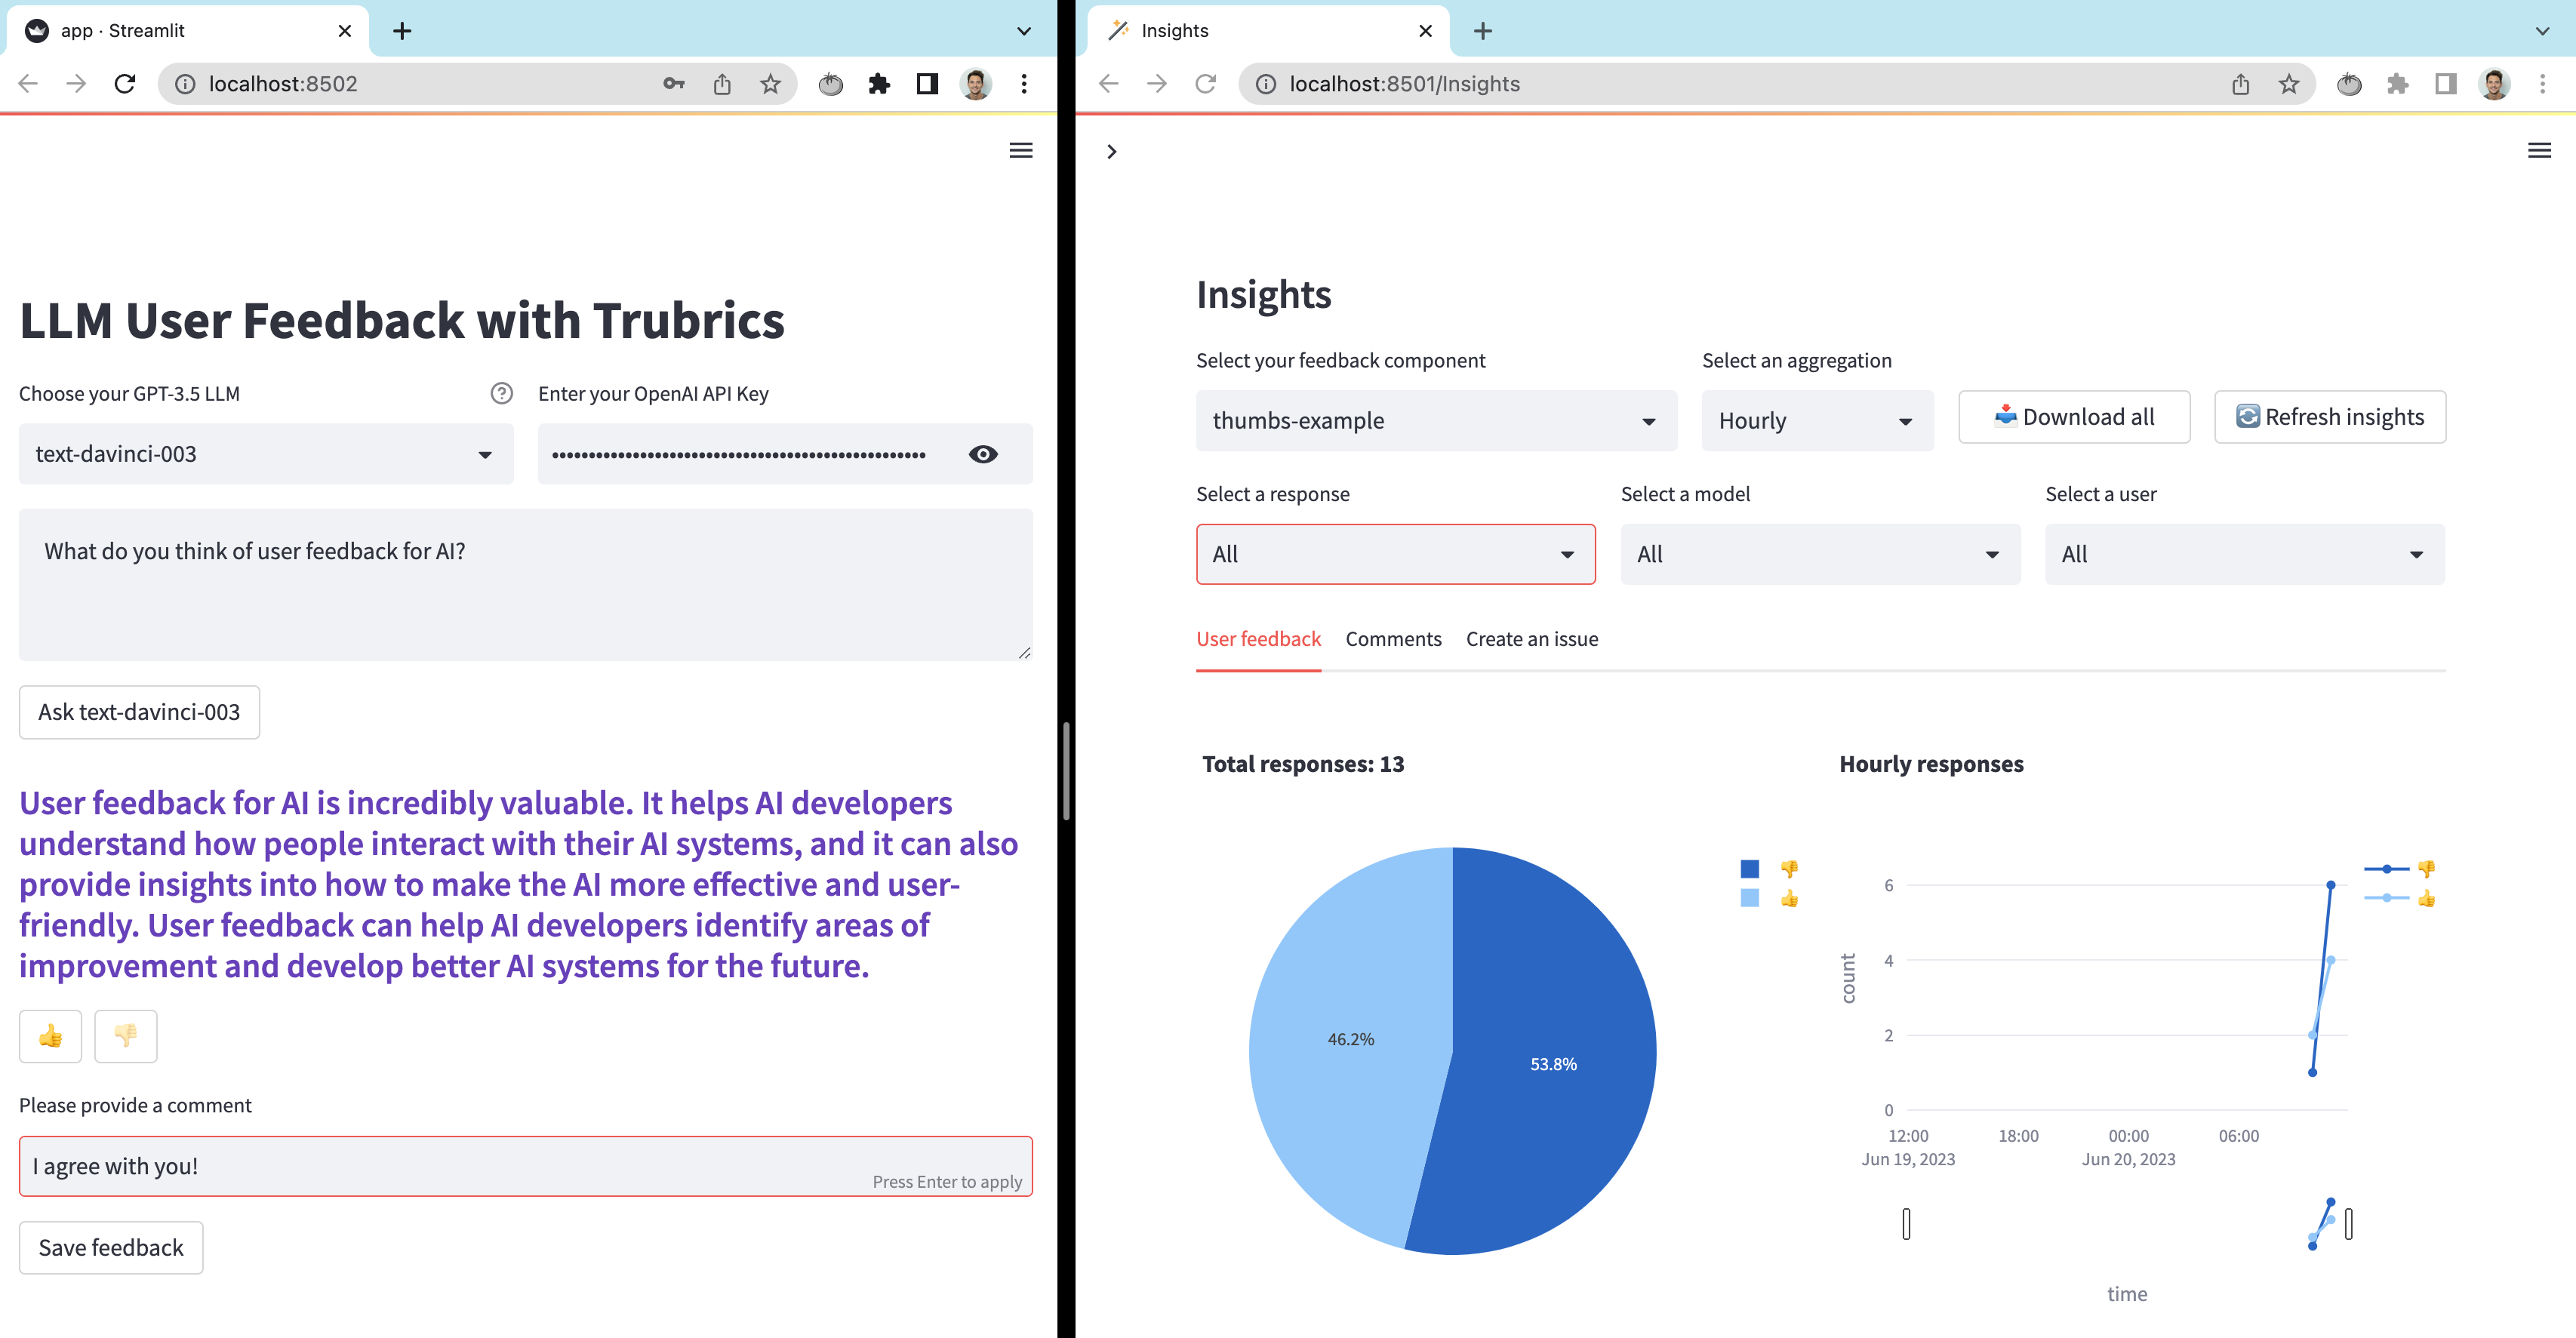 app · Streamlit
localhost:8502
LLM User Feedback with Trubrics
Choose your GPT-3.5 LLM
Enter your OpenAI API Key
text-davinci-003
What do you think of user feedback for AI?
Ask text-davinci-003
User feedback for AI is incredibly valuable. It helps AI developers
understand how people interact with their AI systems, and it can also
provide insights into how to make the AI more effective and user-
friendly. User feedback can help AI developers identify areas of
improvement and develop better AI systems for the future.
👍 👎
Please provide a comment
I agree with you!
Press Enter to apply
Save feedback
Insights
localhost:8501/Insights
Insights
Select your feedback component
Select an aggregation
thumbs-example
Hourly
📥 Download all
🔄 Refresh insights
Select a response
Select a model
Select a user
All
All
All
User feedback
Comments
Create an issue
Total responses: 13
👎
👍
46.2%
53.8%
Hourly responses
👎
👍
6
4
2
0
count
12:00
18:00
00:00
06:00
Jun 19, 2023
Jun 20, 2023
time